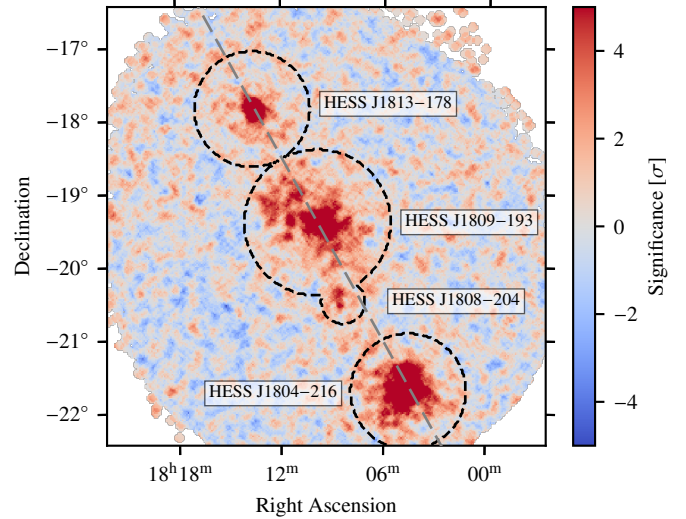 −17°
−18°
−19°
−20°
−21°
−22°
Declination
HESS J1813−178
HESS J1809−193
HESS J1808−204
HESS J1804−216
18ʰ18ᵐ
12ᵐ
06ᵐ
00ᵐ
Right Ascension
4
2
0
−2
−4
Significance [σ]